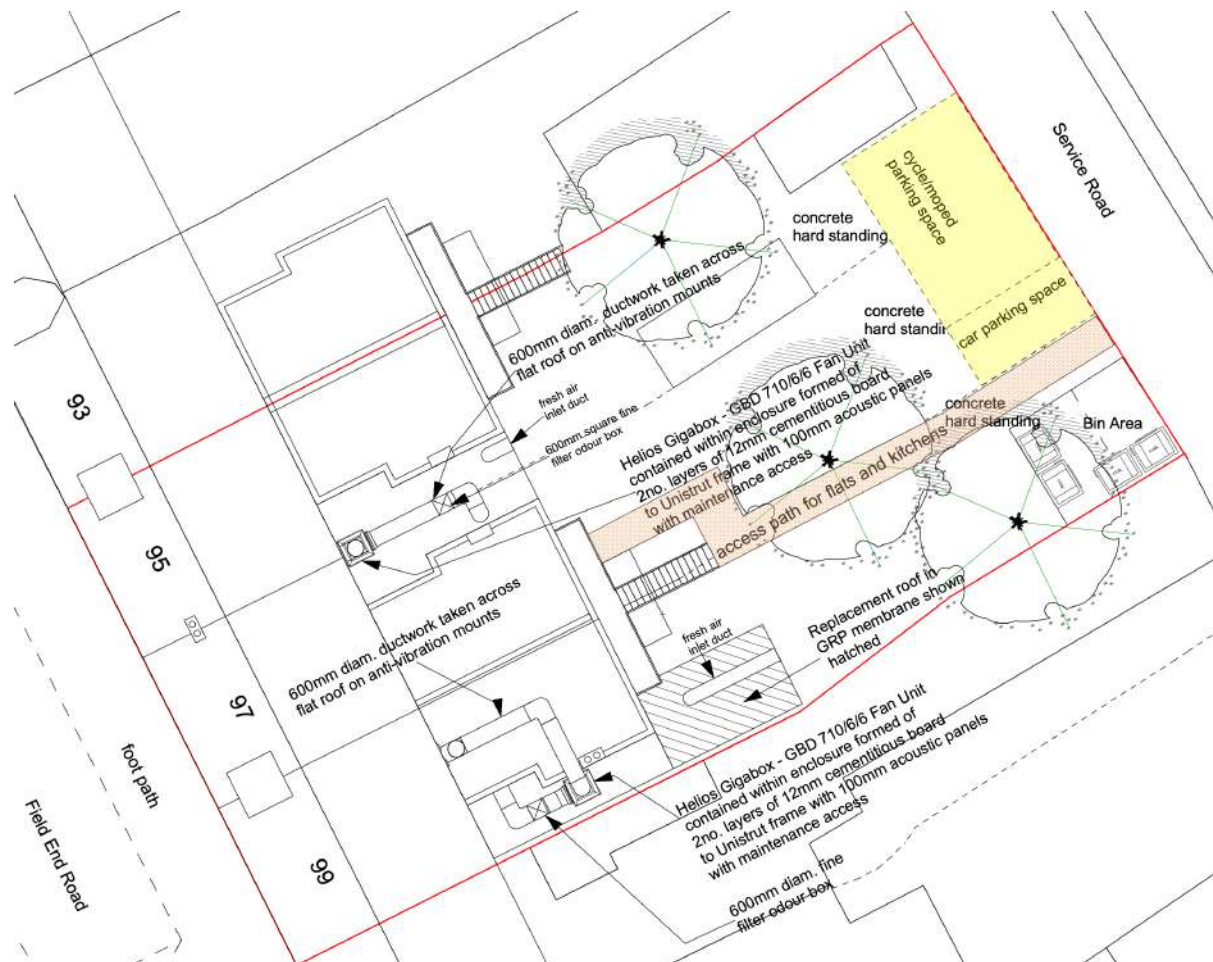 Service Road
cycle/moped
parking space
car parking space
concrete
hard standing
concrete
hard standing
concrete
hard standing
Bin Area
600mm diam. ductwork taken across
flat roof on anti-vibration mounts
fresh air
inlet duct
600mm square fine
filter odour box
Helios Gigabox - GBD 710/6/6 Fan Unit
contained within enclosure formed of
2no. layers of 12mm cementitious board
to Unistrut frame with 100mm acoustic panels
with maintenance access
access path for flats and kitchens
93
95
97
99
foot path
Field End Road
600mm diam. ductwork taken across
flat roof on anti-vibration mounts
fresh air
inlet duct
Replacement roof in
GRP membrane shown
hatched
Helios Gigabox - GBD 710/6/6 Fan Unit
contained within enclosure formed of
2no. layers of 12mm cementitious board
to Unistrut frame with 100mm acoustic panels
with maintenance access
600mm diam. fine
filter odour box